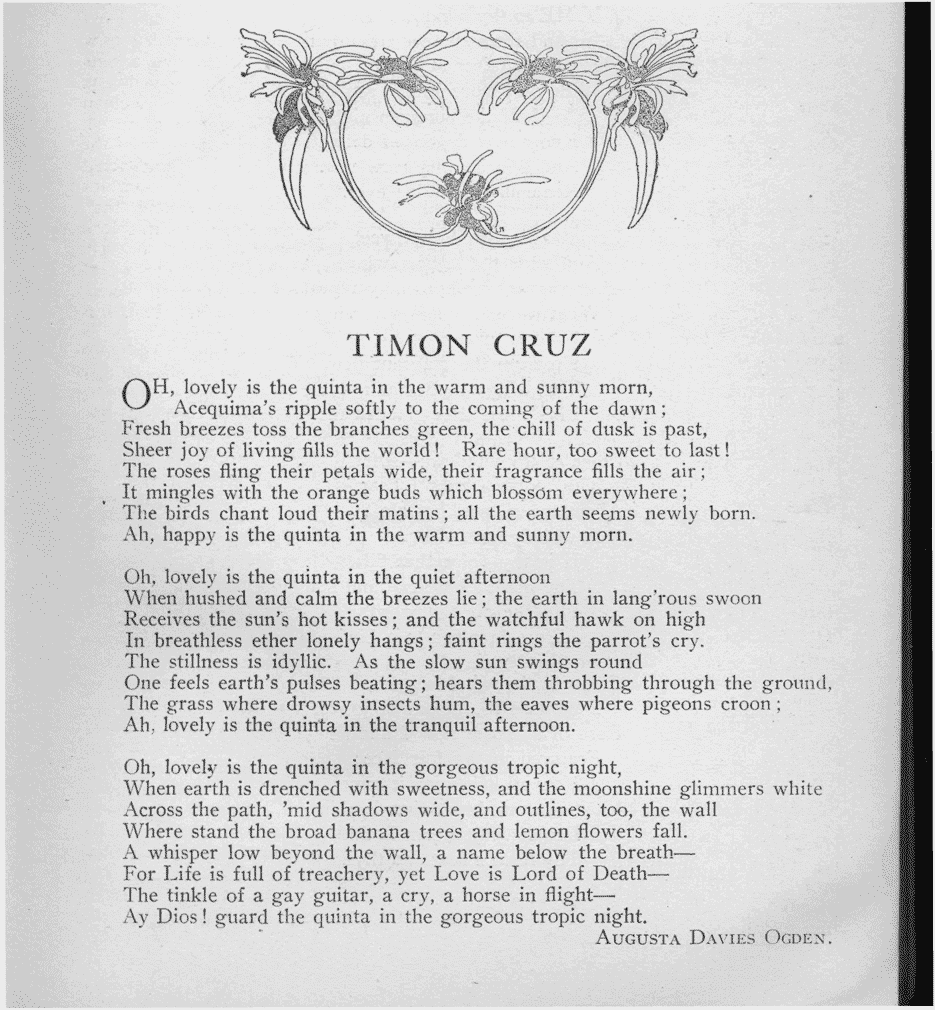 TIMON CRUZ
OH, lovely is the quinta in the warm and sunny morn,
Acequima's ripple softly to the coming of the dawn;
Fresh breezes toss the branches green, the chill of dusk is past,
Sheer joy of living fills the world! Rare hour, too sweet to last!
The roses fling their petals wide, their fragrance fills the air;
It mingles with the orange buds which blossom everywhere;
The birds chant loud their matins; all the earth seems newly born.
Ah, happy is the quinta in the warm and sunny morn.
Oh, lovely is the quinta in the quiet afternoon
When hushed and calm the breezes lie; the earth in lang'rous swoon
Receives the sun's hot kisses; and the watchful hawk on high
In breathless ether lonely hangs; faint rings the parrot's cry.
The stillness is idyllic. As the slow sun swings round
One feels earth's pulses beating; hears them throbbing through the ground,
The grass where drowsy insects hum, the eaves where pigeons croon;
Ah, lovely is the quinta in the tranquil afternoon.
Oh, lovely is the quinta in the gorgeous tropic night,
When earth is drenched with sweetness, and the moonshine glimmers white
Across the path, 'mid shadows wide, and outlines, too, the wall
Where stand the broad banana trees and lemon flowers fall.
A whisper low beyond the wall, a name below the breath—
For Life is full of treachery, yet Love is Lord of Death—
The tinkle of a gay guitar, a cry, a horse in flight—
Ay Dios! guard the quinta in the gorgeous tropic night.
AUGUSTA DAVIES OGDEN.